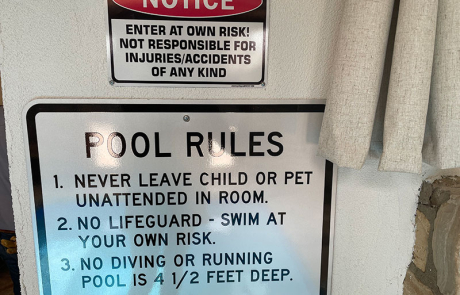 NOTICE
ENTER AT OWN RISK!
NOT RESPONSIBLE FOR
INJURIES/ACCIDENTS
OF ANY KIND
POOL RULES
1. NEVER LEAVE CHILD OR PET
UNATTENDED IN ROOM.
2. NO LIFEGUARD - SWIM AT
YOUR OWN RISK.
3. NO DIVING OR RUNNING
POOL IS 4 1/2 FEET DEEP.